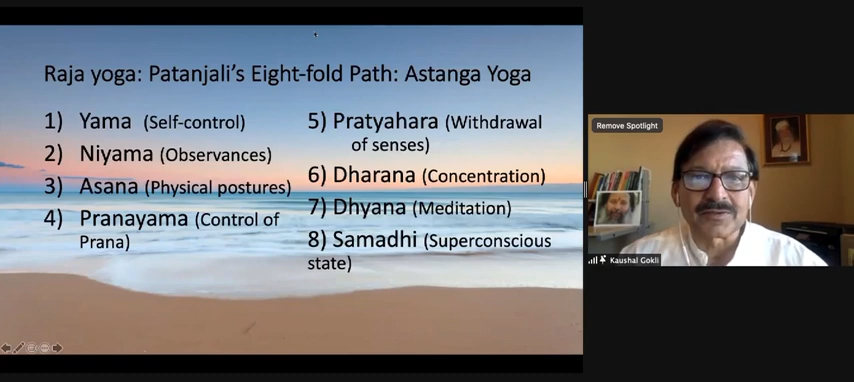 Raja yoga: Patanjali's Eight-fold Path: Astanga Yoga
1) Yama (Self-control)
2) Niyama (Observances)
3) Asana (Physical postures)
4) Pranayama (Control of
Prana)
5) Pratyahara (Withdrawal
of senses)
6) Dharana (Concentration)
7) Dhyana (Meditation)
8) Samadhi (Superconscious
state)
Remove Spotlight
Kaushal Gokli